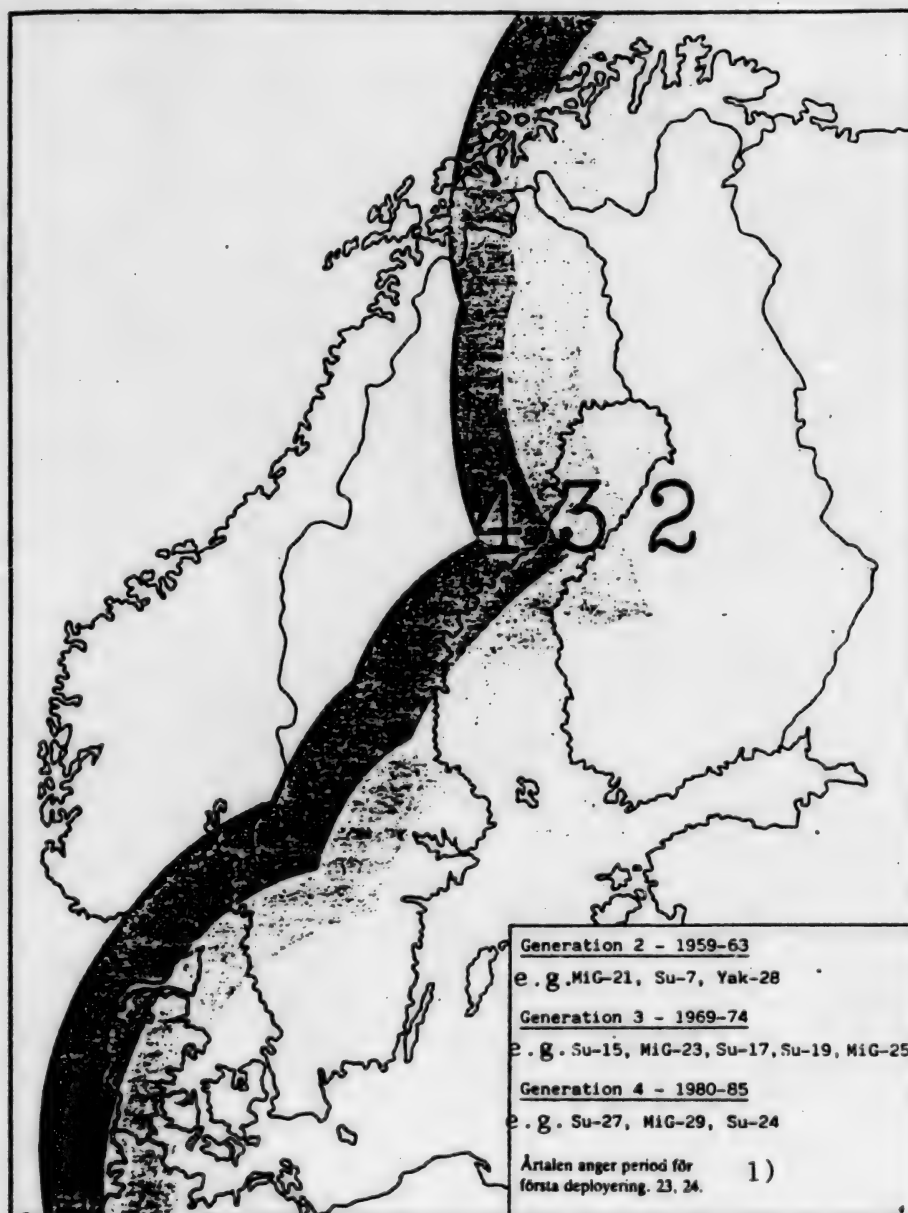 4 3 2
Generation 2 - 1959-63
e.g. MiG-21, Su-7, Yak-28
Generation 3 - 1969-74
e.g. Su-15, MiG-23, Su-17, Su-19, MiG-25
Generation 4 - 1980-85
e.g. Su-27, MiG-29, Su-24
Årtalen anger period för 1)
första deployering. 23, 24.